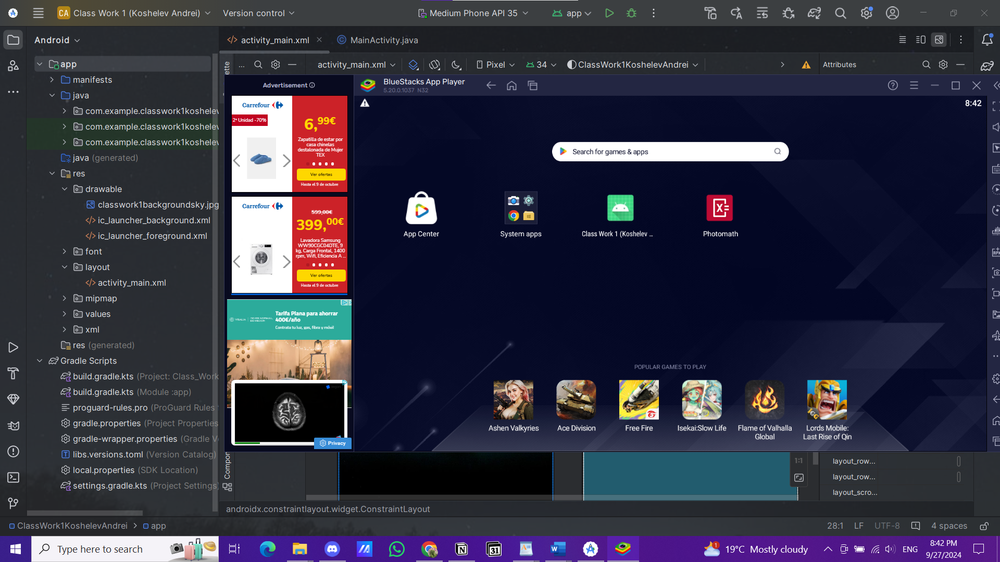 CA Class Work 1 (Koshelev Andrei)
Version control
Medium Phone API 35
app
Android
activity_main.xml
MainActivity.java
app
manifests
java
com.example.classwork1koshelev
com.example.classwork1koshelev
com.example.classwork1koshelev
java (generated)
res
drawable
classwork1backgroundsky.jpg
ic_launcher_background.xml
ic_launcher_foreground.xml
font
layout
activity_main.xml
mipmap
values
xml
res (generated)
Gradle Scripts
build.gradle.kts (Project: Class_Work
build.gradle.kts (Module :app)
proguard-rules.pro (ProGuard Rules
gradle.properties (Project Properties
gradle-wrapper.properties (Gradle V
libs.versions.toml (Version Catalog)
local.properties (SDK Location)
settings.gradle.kts (Project Settings
...
activity_main.xml
Pixel
34
ClassWork1KoshelevAndrei
Attributes
Advertisement
Carrefour
2ª Unidad -70%
6,99€
Zapatilla de estar por
casa chinelas
destalonada de Mujer
TEX
Ver ofertas
Hasta el 9 de octubre
Carrefour
599,00€
399,00€
Lavadora Samsung
WW90CGC04DTE, 9
kg, Carga Frontal, 1400
rpm, Wifi, Eficiencia A ...
Ver ofertas
Hasta el 9 de octubre
VISALIA
Tarifa Plana para ahorrar
400€/año
Contrata tu luz, gas, fibra y móvil
Privacy
BlueStacks App Player
5.20.0.1037 N32
8:42
Search for games & apps
App Center
System apps
Class Work 1 (Koshelev ...
Photomath
POPULAR GAMES TO PLAY
Ashen Valkyries
Ace Division
Free Fire
Isekai:Slow Life
Flame of Valhalla
Global
Lords Mobile:
Last Rise of Qin
Compon
1:1
layout_row...
layout_row...
layout_scro...
androidx.constraintlayout.widget.ConstraintLayout
ClassWork1KoshelevAndrei
app
28:1
LF
UTF-8
4 spaces
Type here to search
19°C Mostly cloudy
ENG
8:42 PM
9/27/2024